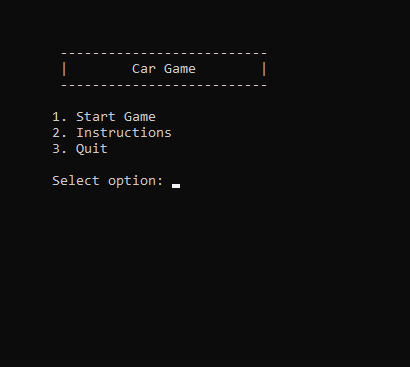 --------------------------
|        Car Game        |
--------------------------
1. Start Game
2. Instructions
3. Quit
Select option: